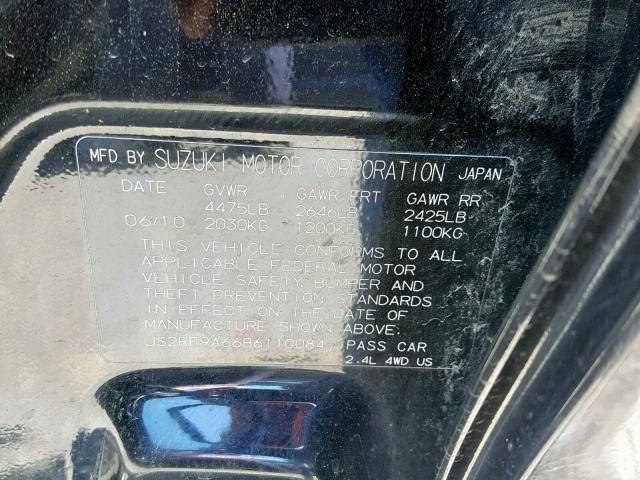 MFD BY SUZUKI MOTOR CORPORATION JAPAN
DATE GVWR GAWR FRT GAWR RR
4475LB 2646LB 2425LB
06/10 2030KG 1200KG 1100KG
THIS VEHICLE CONFORMS TO ALL
APPLICABLE FEDERAL MOTOR
VEHICLE SAFETY, BUMPER AND
THEFT PREVENTION STANDARDS
IN EFFECT ON THE DATE OF
MANUFACTURE SHOWN ABOVE.
JS2RF9A66B6110084 PASS CAR
2.4L 4WD US